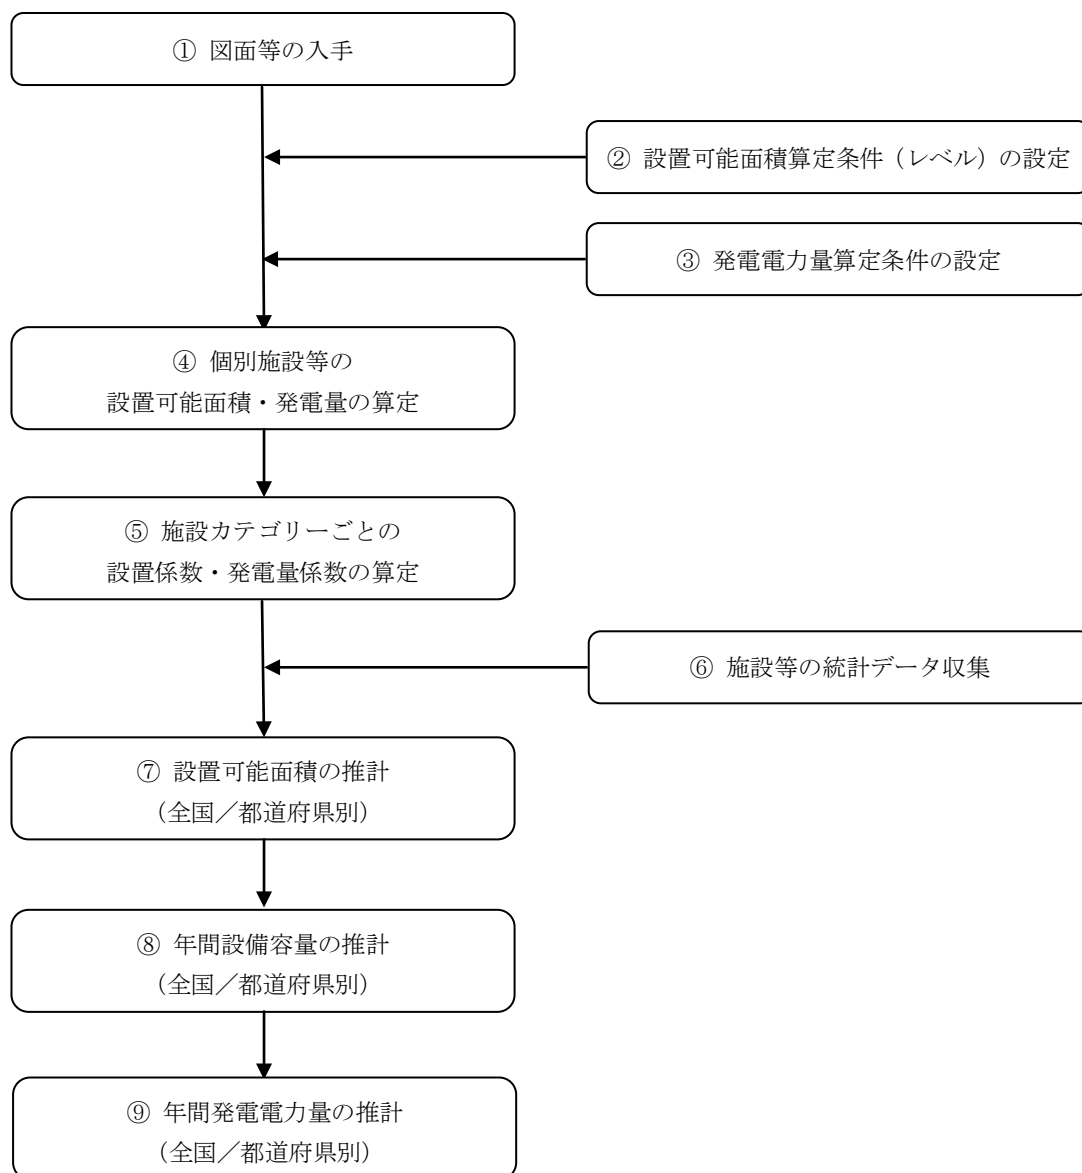 ① 図面等の入手
② 設置可能面積算定条件（レベル）の設定
③ 発電電力量算定条件の設定
④ 個別施設等の
設置可能面積・発電量の算定
⑤ 施設カテゴリーごとの
設置係数・発電量係数の算定
⑥ 施設等の統計データ収集
⑦ 設置可能面積の推計
（全国／都道府県別）
⑧ 年間設備容量の推計
（全国／都道府県別）
⑨ 年間発電電力量の推計
（全国／都道府県別）